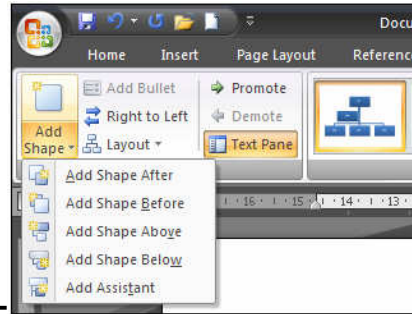 Docu
Home Insert Page Layout Referenc
Add Bullet Promote
Right to Left Demote
Add Shape Layout Text Pane
Add Shape After
Add Shape Before
Add Shape Above
Add Shape Below
Add Assistant
16 15 14 13